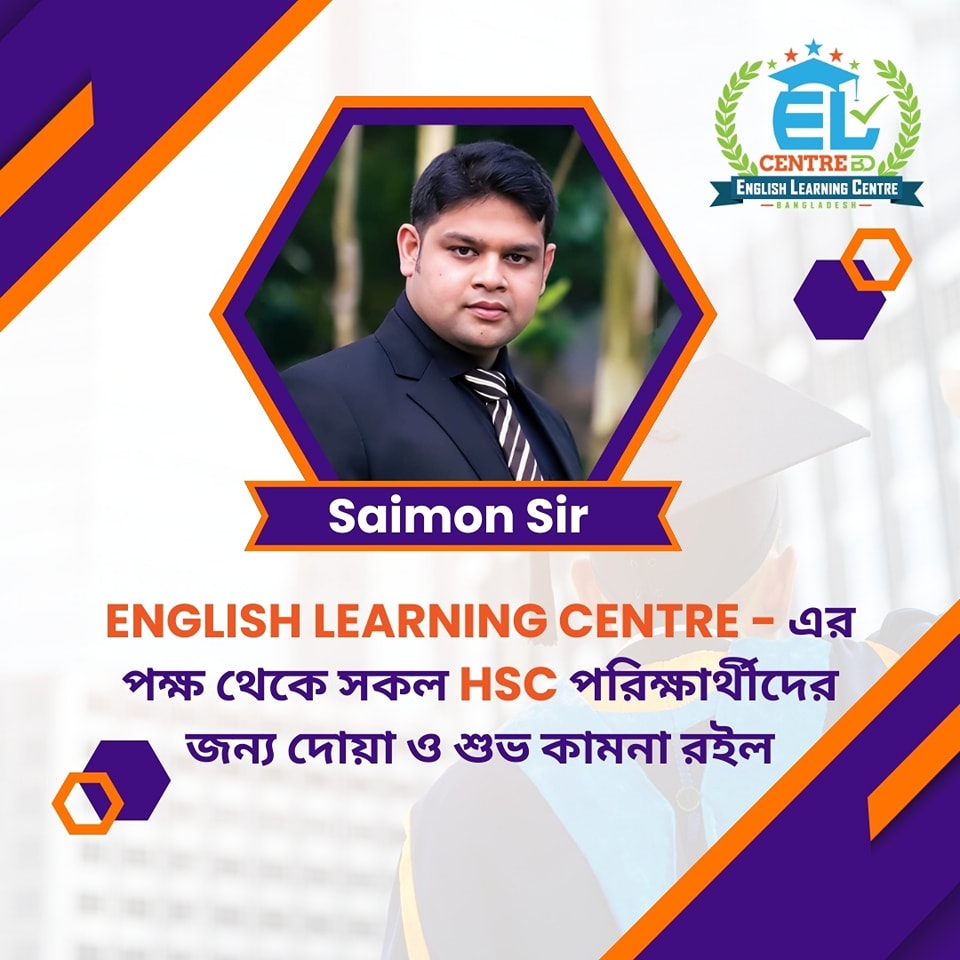 EL
CENTRE BD
ENGLISH LEARNING CENTRE
BANGLADESH
Saimon Sir
ENGLISH LEARNING CENTRE - এর
পক্ষ থেকে সকল HSC পরিক্ষার্থীদের
জন্য দোয়া ও শুভ কামনা রইল